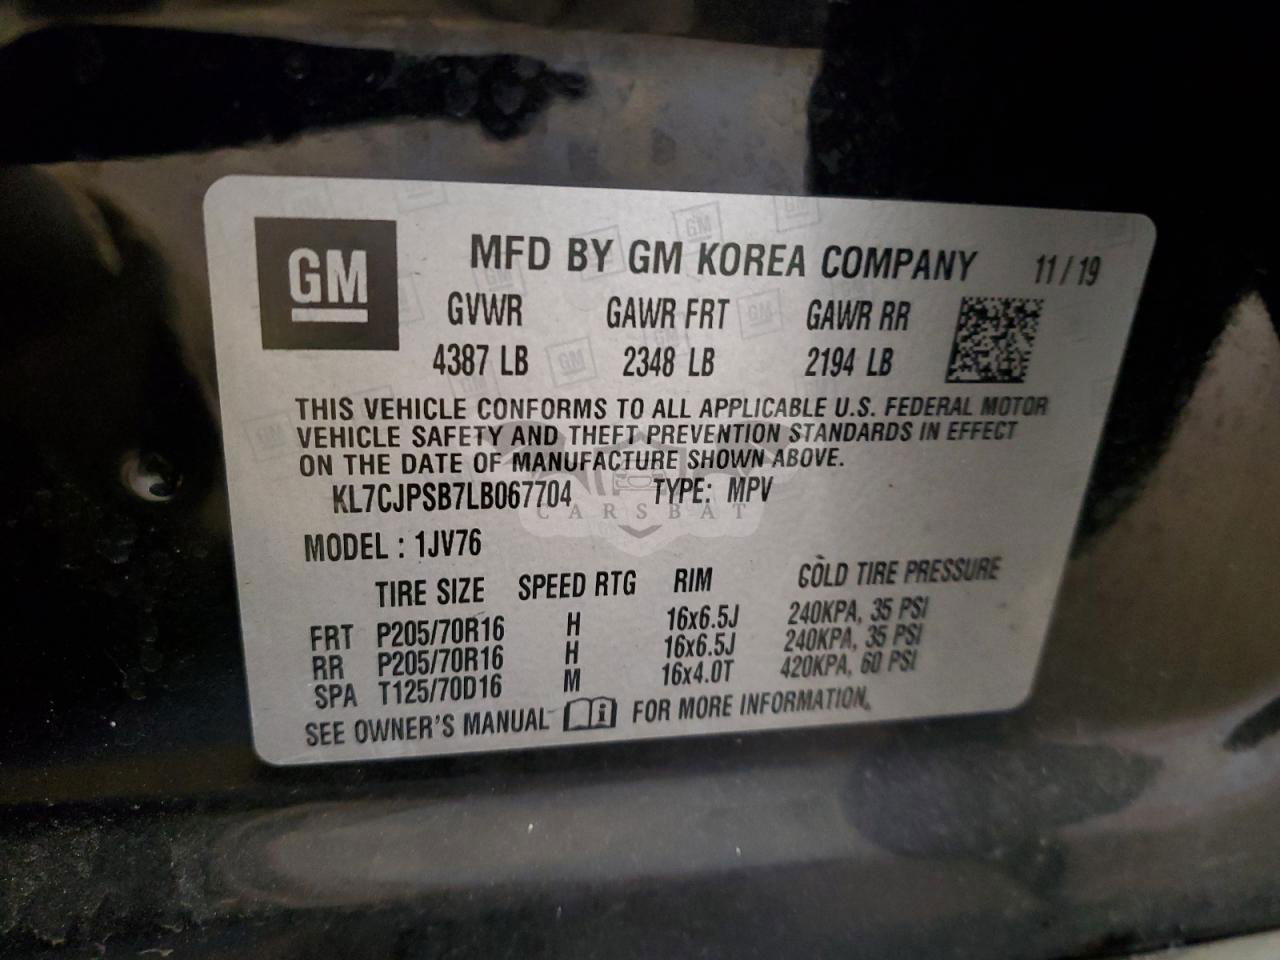 GM
MFD BY GM KOREA COMPANY 11/19
GVWR GAWR FRT GAWR RR
4387 LB 2348 LB 2194 LB
THIS VEHICLE CONFORMS TO ALL APPLICABLE U.S. FEDERAL MOTOR
VEHICLE SAFETY AND THEFT PREVENTION STANDARDS IN EFFECT
ON THE DATE OF MANUFACTURE SHOWN ABOVE.
KL7CJPSB7LB067704 TYPE: MPV
CARSBAT
MODEL : 1JV76
TIRE SIZE SPEED RTG RIM COLD TIRE PRESSURE
FRT P205/70R16 H 16x6.5J 240KPA, 35 PSI
RR P205/70R16 H 16x6.5J 240KPA, 35 PSI
SPA T125/70D16 M 16x4.0T 420KPA, 60 PSI
SEE OWNER'S MANUAL i FOR MORE INFORMATION.